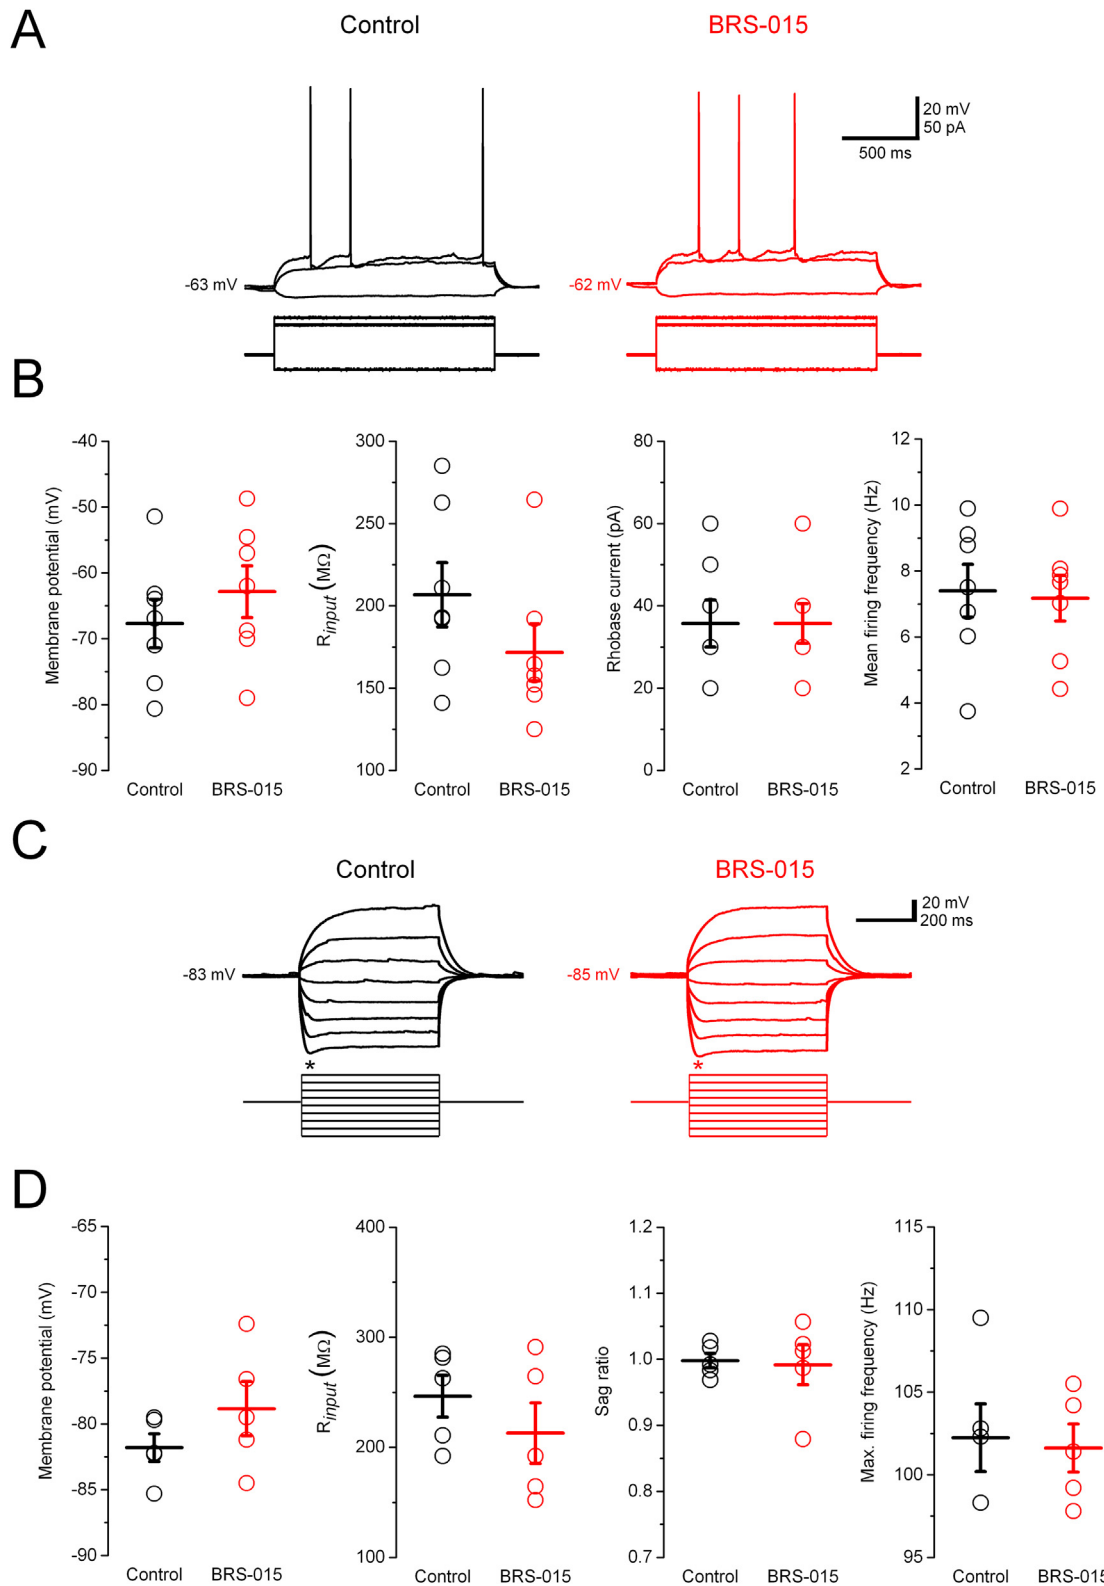 A
Control
BRS-015
20 mV
50 pA
500 ms
-63 mV
-62 mV
B
Membrane potential (mV)
-40
-50
-60
-70
-80
-90
Control
BRS-015
Rinput (MΩ)
300
250
200
150
100
Control
BRS-015
Rhobase current (pA)
80
60
40
20
0
Control
BRS-015
Mean firing frequency (Hz)
12
10
8
6
4
2
Control
BRS-015
C
Control
BRS-015
20 mV
200 ms
-83 mV
-85 mV
*
*
D
Membrane potential (mV)
-65
-70
-75
-80
-85
-90
Control
BRS-015
Rinput (MΩ)
400
300
200
100
Control
BRS-015
Sag ratio
1.2
1.1
1.0
0.9
0.8
0.7
Control
BRS-015
Max. firing frequency (Hz)
115
110
105
100
95
Control
BRS-015